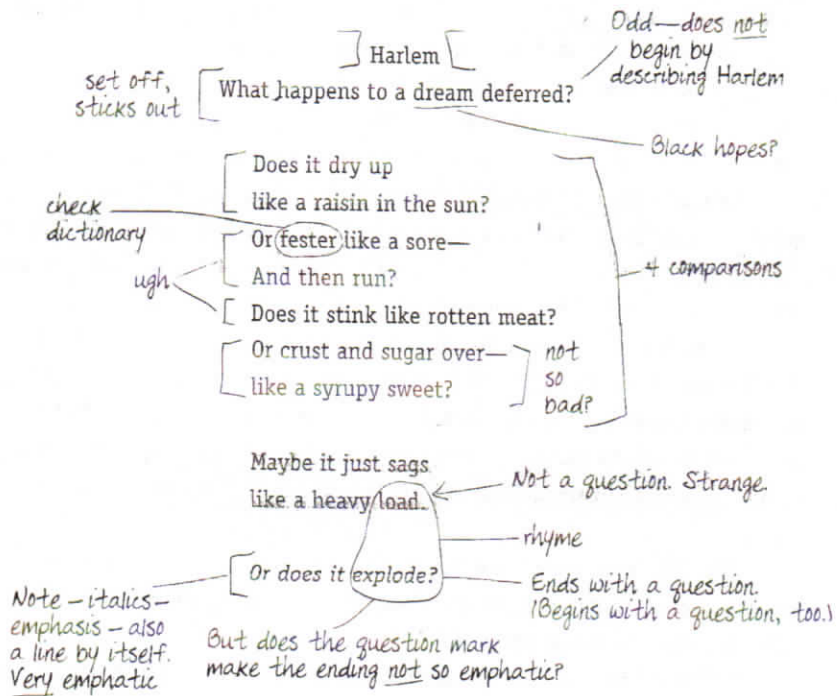 Harlem
Odd—does not
begin by
describing Harlem
set off,
sticks out
What happens to a dream deferred?
Black hopes?
Does it dry up
like a raisin in the sun?
check
dictionary
Or fester like a sore—
And then run?
ugh
4 comparisons
Does it stink like rotten meat?
Or crust and sugar over—
like a syrupy sweet?
not
so
bad?
Maybe it just sags
like a heavy load.
Not a question. Strange.
rhyme
Or does it explode?
Ends with a question.
(Begins with a question, too.)
Note – italics –
emphasis – also
a line by itself.
Very emphatic
But does the question mark
make the ending not so emphatic?